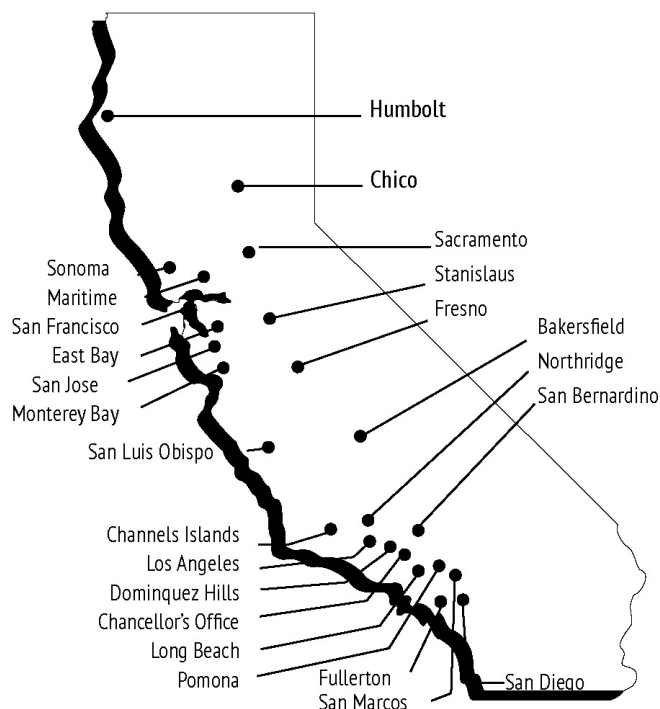 Humbolt
Chico
Sacramento
Stanislaus
Fresno
Bakersfield
Northridge
San Bernardino
Sonoma
Maritime
San Francisco
East Bay
San Jose
Monterey Bay
San Luis Obispo
Channels Islands
Los Angeles
Dominquez Hills
Chancellor's Office
Long Beach
Pomona
Fullerton
San Marcos
San Diego